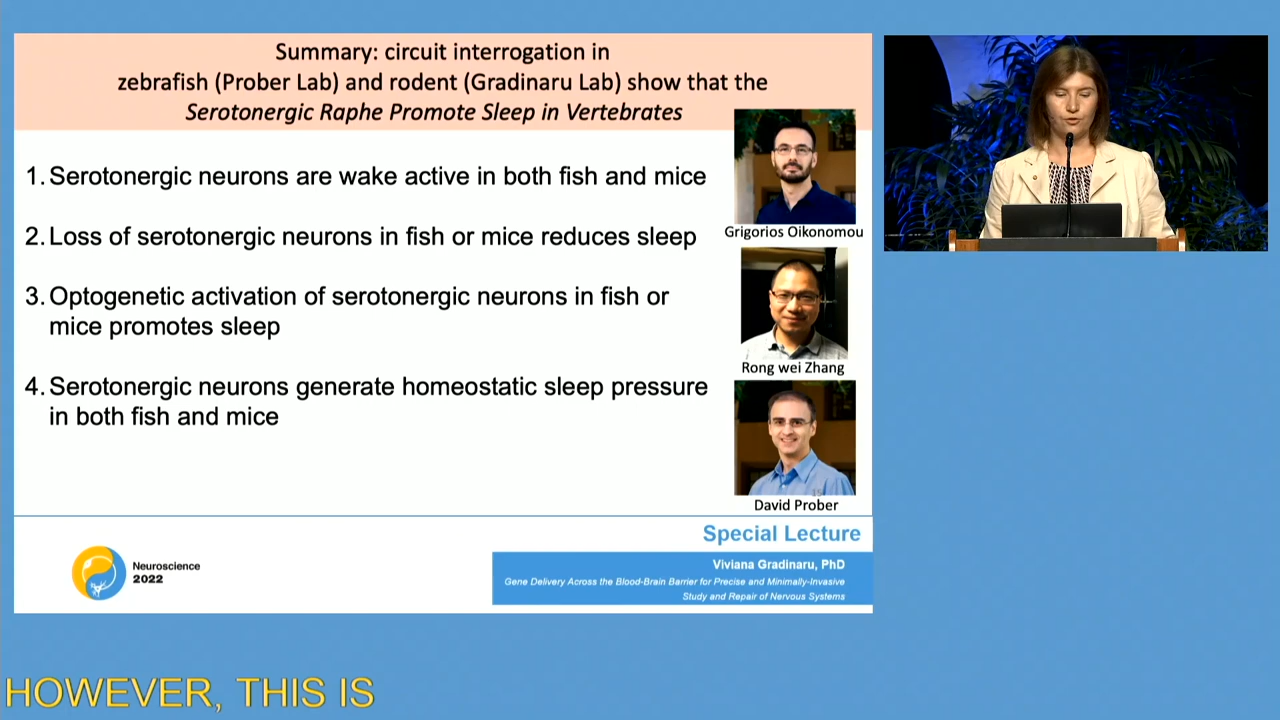 Summary: circuit interrogation in
zebrafish (Prober Lab) and rodent (Gradinaru Lab) show that the
Serotonergic Raphe Promote Sleep in Vertebrates
1. Serotonergic neurons are wake active in both fish and mice
2. Loss of serotonergic neurons in fish or mice reduces sleep
3. Optogenetic activation of serotonergic neurons in fish or
mice promotes sleep
4. Serotonergic neurons generate homeostatic sleep pressure
in both fish and mice
Grigorios Oikonomou
Rong wei Zhang
15
David Prober
Special Lecture
Neuroscience
2022
Viviana Gradinaru, PhD
Gene Delivery Across the Blood-Brain Barrier for Precise and Minimally-Invasive
Study and Repair of Nervous Systems
HOWEVER, THIS IS